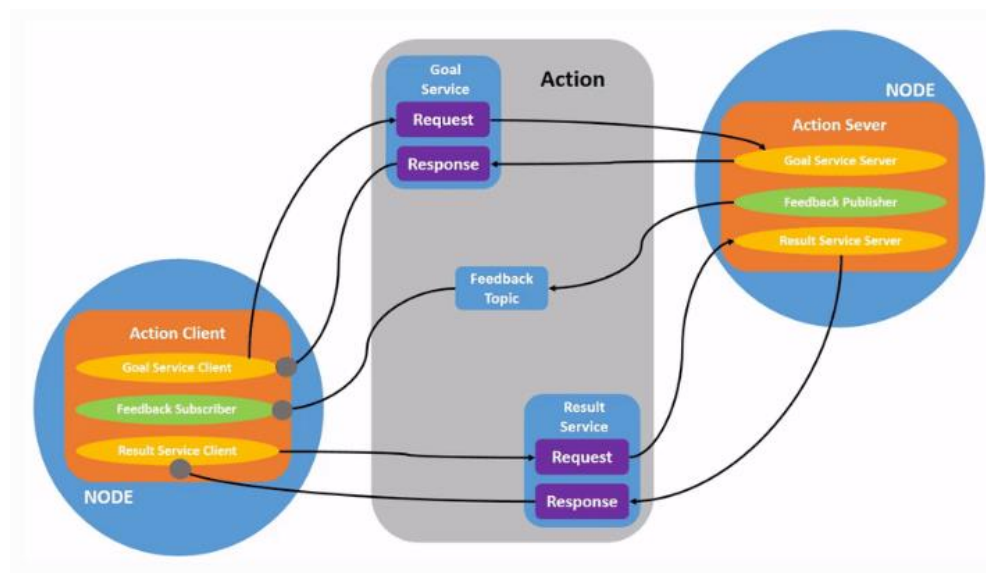 Goal
Service
Request
Response
Action
NODE
Action Sever
Goal Service Server
Feedback Publisher
Result Service Server
Feedback
Topic
Action Client
Goal Service Client
Feedback Subscriber
Result Service Client
NODE
Result
Service
Request
Response